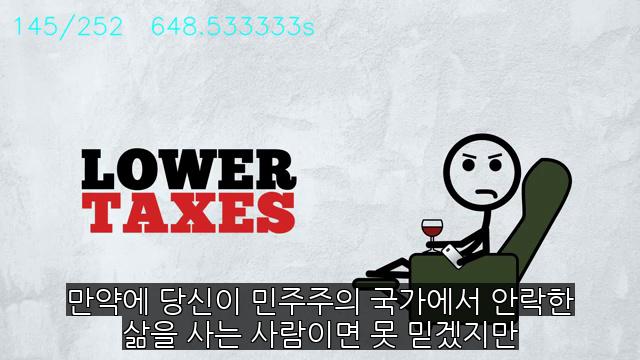 145/252 648.533333s
LOWER
TAXES
만약에 당신이 민주주의 국가에서 안락한
삶을 사는 사람이면 못 믿겠지만